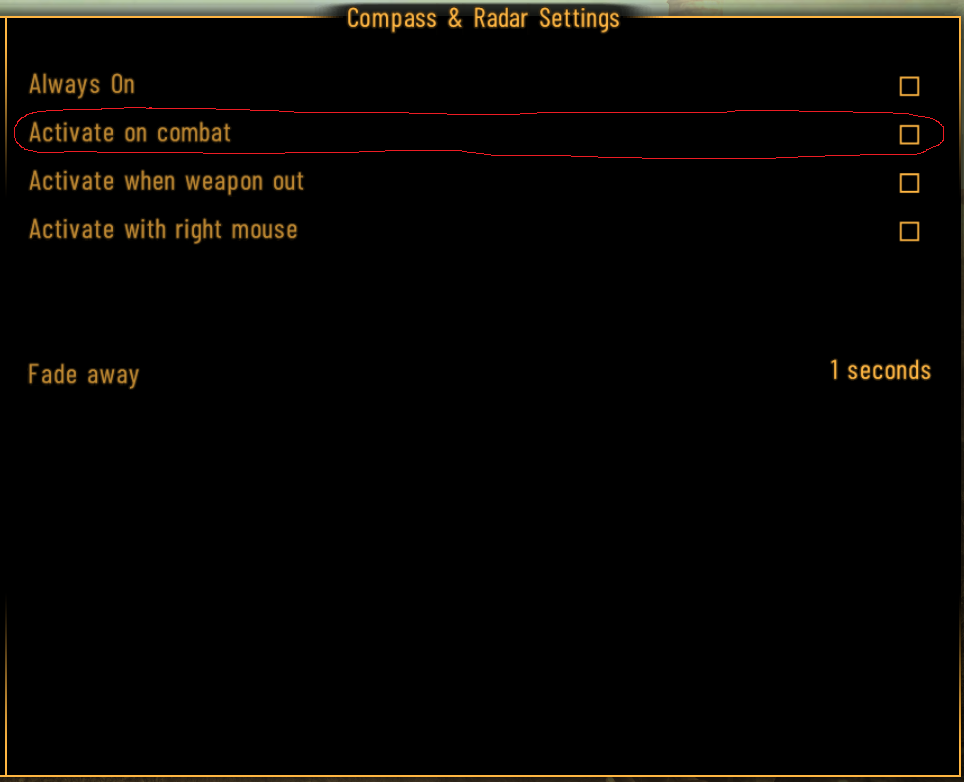 Compass & Radar Settings
Always On
Activate on combat
Activate when weapon out
Activate with right mouse
Fade away 1 seconds